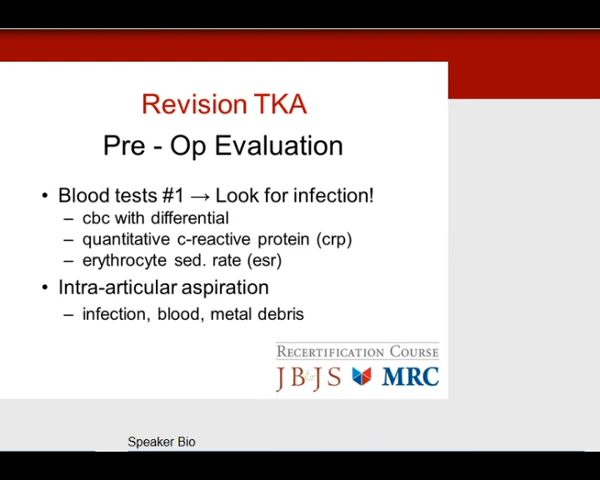 Revision TKA
Pre - Op Evaluation
• Blood tests #1 → Look for infection!
– cbc with differential
– quantitative c-reactive protein (crp)
– erythrocyte sed. rate (esr)
• Intra-articular aspiration
– infection, blood, metal debris
RECERTIFICATION COURSE
JB&JS MRC
Speaker Bio